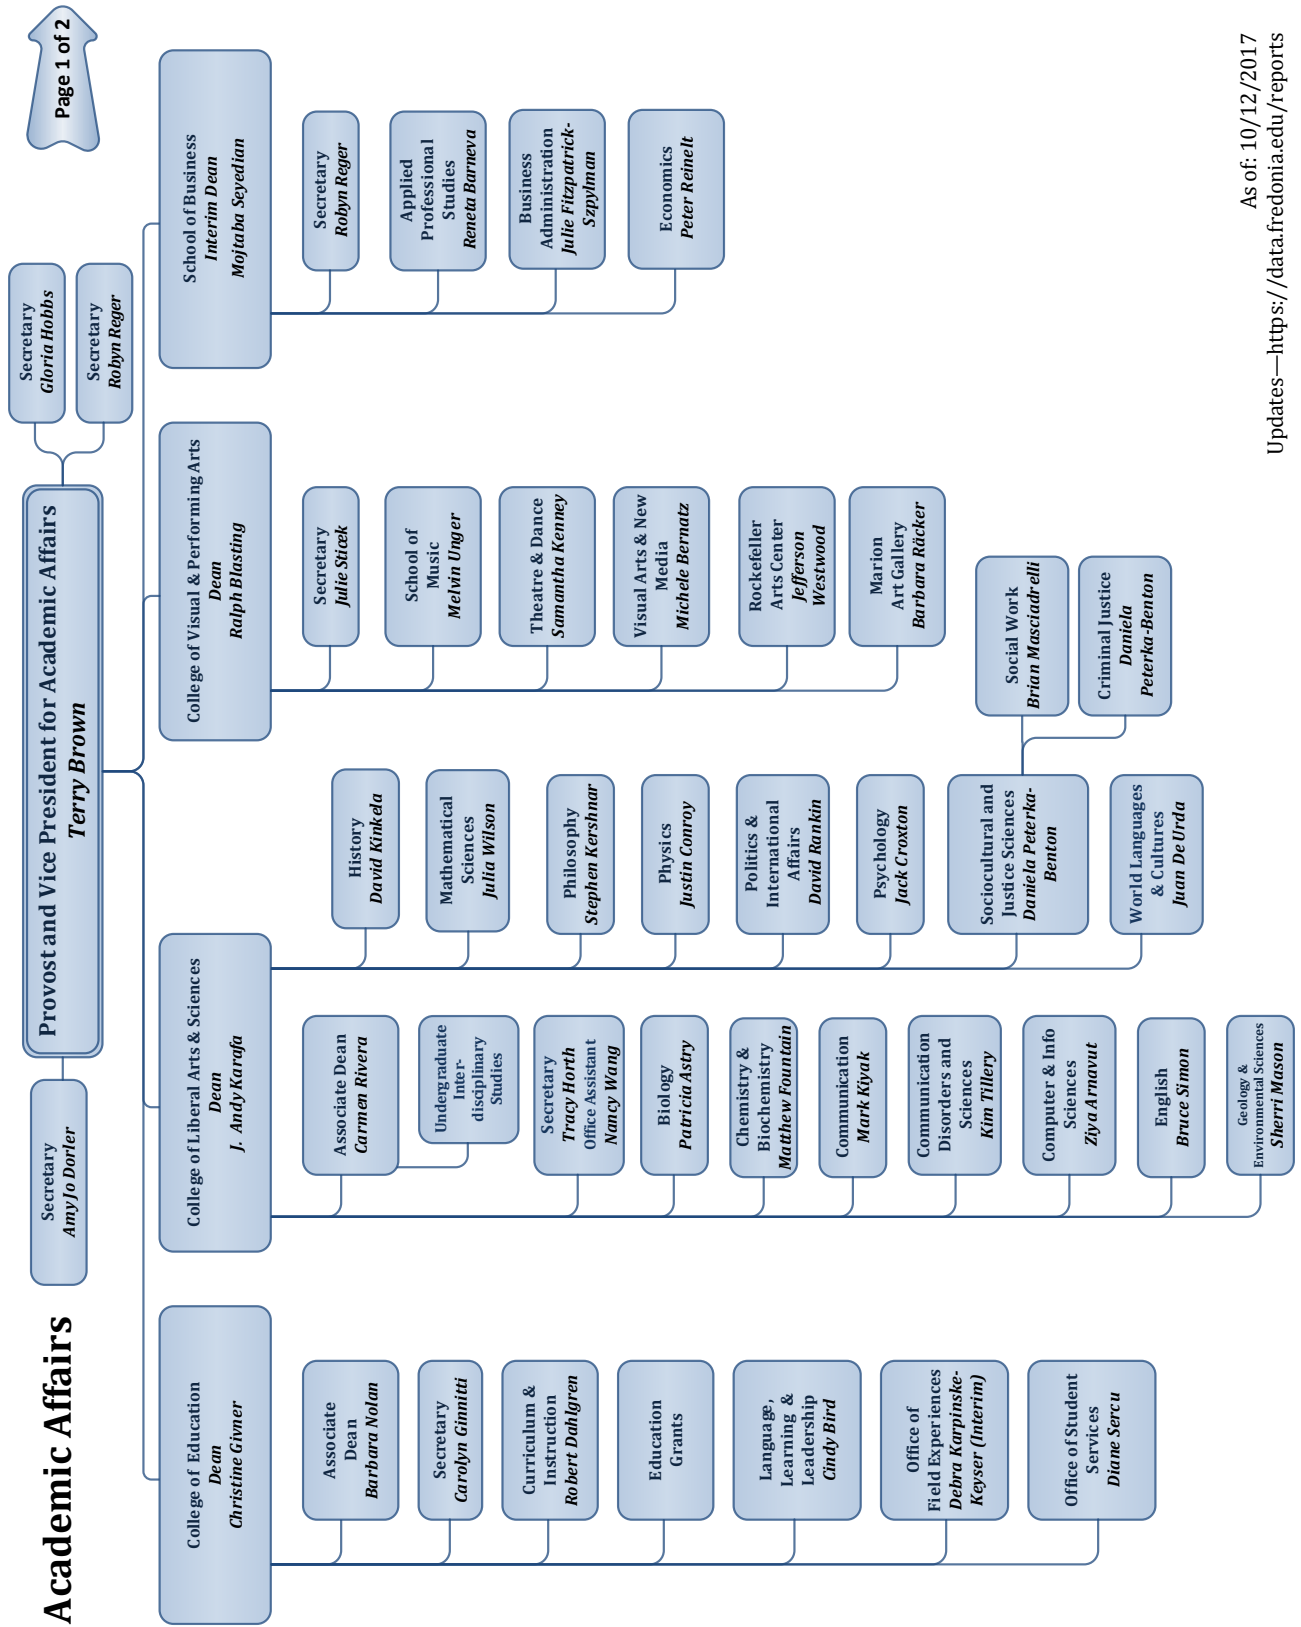 Academic Affairs
Page 1 of 2
Secretary
Amy Jo Dorler
Provost and Vice President for Academic Affairs
Terry Brown
Secretary
Gloria Hobbs
Secretary
Robyn Reger
College of Education
Dean
Christine Givner
Associate
Dean
Barbara Nolan
Secretary
Carolyn Ginnitti
Curriculum &
Instruction
Robert Dahlgren
Education
Grants
Language,
Learning &
Leadership
Cindy Bird
Office of
Field Experiences
Debra Karpinske-
Keyser (Interim)
Office of Student
Services
Diane Sercu
College of Liberal Arts & Sciences
Dean
J. Andy Karafa
Associate Dean
Carmen Rivera
Undergraduate
Inter-
disciplinary
Studies
Secretary
Tracy Horth
Office Assistant
Nancy Wang
Biology
Patricia Astry
Chemistry &
Biochemistry
Matthew Fountain
Communication
Mark Kiyak
Communication
Disorders and
Sciences
Kim Tillery
Computer & Info
Sciences
Ziya Arnavut
English
Bruce Simon
Geology &
Environmental Sciences
Sherri Mason
History
David Kinkela
Mathematical
Sciences
Julia Wilson
Philosophy
Stephen Kershnar
Physics
Justin Conroy
Politics &
International
Affairs
David Rankin
Psychology
Jack Croxton
Sociocultural and
Justice Sciences
Daniela Peterka-
Benton
World Languages
& Cultures
Juan De Urda
Social Work
Brian Masciadrelli
Criminal Justice
Daniela
Peterka-Benton
College of Visual & Performing Arts
Dean
Ralph Blasting
Secretary
Julie Sticek
School of
Music
Melvin Unger
Theatre & Dance
Samantha Kenney
Visual Arts & New
Media
Michele Bernatz
Rockefeller
Arts Center
Jefferson
Westwood
Marion
Art Gallery
Barbara Räcker
School of Business
Interim Dean
Mojtaba Seyedian
Secretary
Robyn Reger
Applied
Professional
Studies
Reneta Barneva
Business
Administration
Julie Fitzpatrick-
Szpylman
Economics
Peter Reinelt
As of: 10/12/2017
Updates—https://data.fredonia.edu/reports